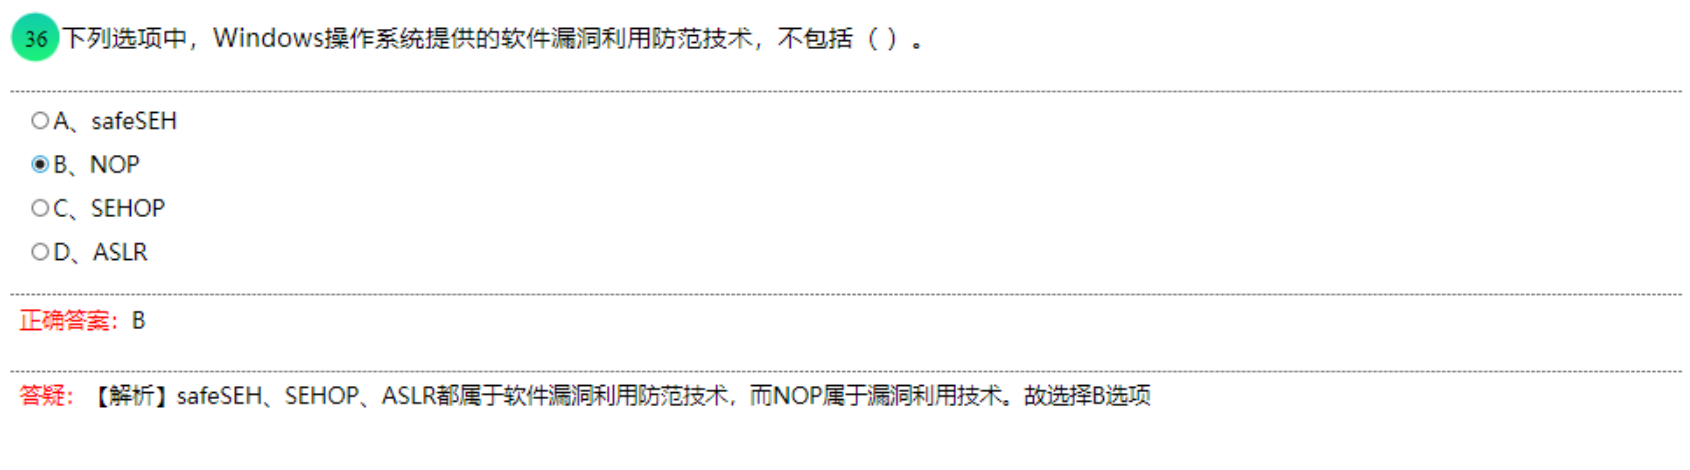 36 下列选项中，Windows操作系统提供的软件漏洞利用防范技术，不包括（ ）。
A、safeSEH
B、NOP
C、SEHOP
D、ASLR
正确答案：B
答疑：【解析】safeSEH、SEHOP、ASLR都属于软件漏洞利用防范技术，而NOP属于漏洞利用技术。故选择B选项